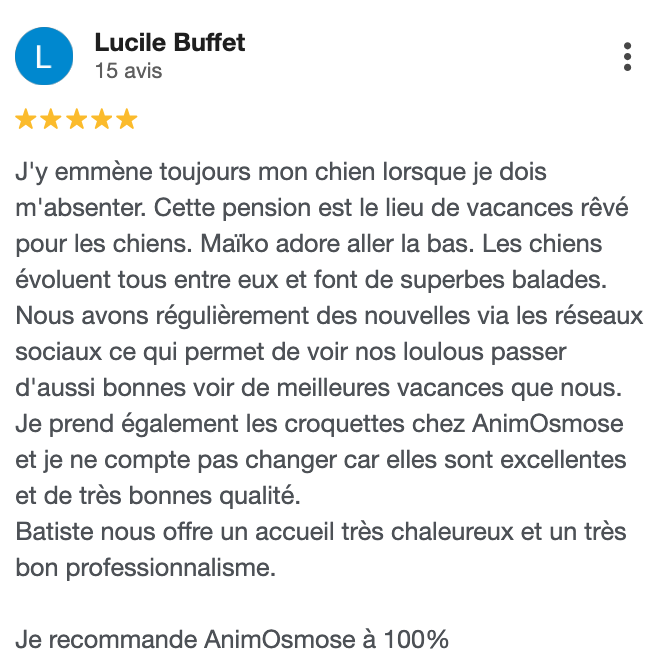 L
Lucile Buffet
15 avis
J'y emmène toujours mon chien lorsque je dois
m'absenter. Cette pension est le lieu de vacances rêvé
pour les chiens. Maïko adore aller la bas. Les chiens
évoluent tous entre eux et font de superbes balades.
Nous avons régulièrement des nouvelles via les réseaux
sociaux ce qui permet de voir nos loulous passer
d'aussi bonnes voir de meilleures vacances que nous.
Je prend également les croquettes chez AnimOsmose
et je ne compte pas changer car elles sont excellentes
et de très bonnes qualité.
Batiste nous offre un accueil très chaleureux et un très
bon professionnalisme.
Je recommande AnimOsmose à 100%